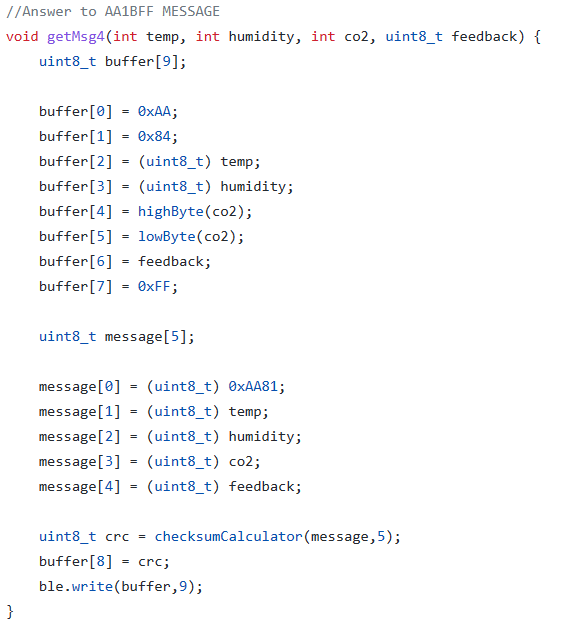 //Answer to AA1BFF MESSAGE
void getMsg4(int temp, int humidity, int co2, uint8_t feedback) {
    uint8_t buffer[9];

    buffer[0] = 0xAA;
    buffer[1] = 0x84;
    buffer[2] = (uint8_t) temp;
    buffer[3] = (uint8_t) humidity;
    buffer[4] = highByte(co2);
    buffer[5] = lowByte(co2);
    buffer[6] = feedback;
    buffer[7] = 0xFF;

    uint8_t message[5];

    message[0] = (uint8_t) 0xAA81;
    message[1] = (uint8_t) temp;
    message[2] = (uint8_t) humidity;
    message[3] = (uint8_t) co2;
    message[4] = (uint8_t) feedback;

    uint8_t crc = checksumCalculator(message,5);
    buffer[8] = crc;
    ble.write(buffer,9);
}